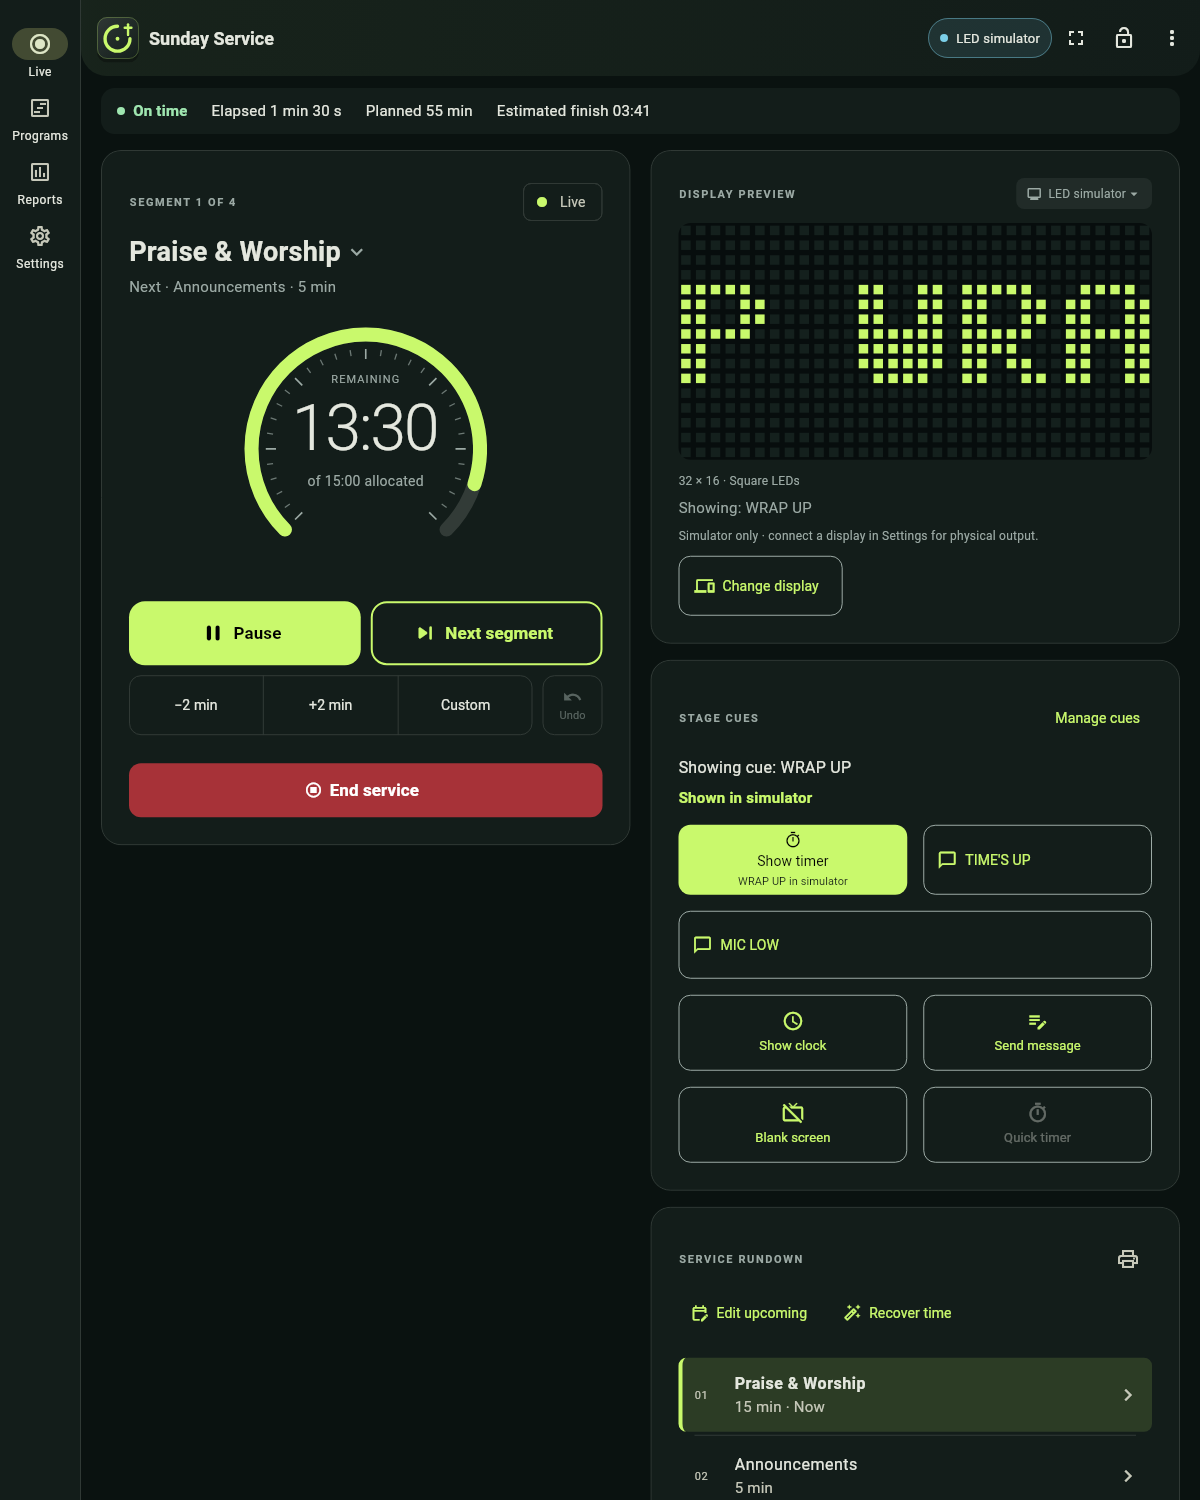 Sunday Service
LED simulator
Live
Programs
Reports
Settings
On time Elapsed 1 min 30 s Planned 55 min Estimated finish 03:41
SEGMENT 1 OF 4
Live
Praise & Worship
Next · Announcements · 5 min
REMAINING
13:30
of 15:00 allocated
Pause
Next segment
−2 min
+2 min
Custom
Undo
End service
DISPLAY PREVIEW
LED simulator
P WRA
32 × 16 · Square LEDs
Showing: WRAP UP
Simulator only · connect a display in Settings for physical output.
Change display
STAGE CUES
Manage cues
Showing cue: WRAP UP
Shown in simulator
Show timer
WRAP UP in simulator
TIME'S UP
MIC LOW
Show clock
Send message
Blank screen
Quick timer
SERVICE RUNDOWN
Edit upcoming
Recover time
01
Praise & Worship
15 min · Now
02
Announcements
5 min